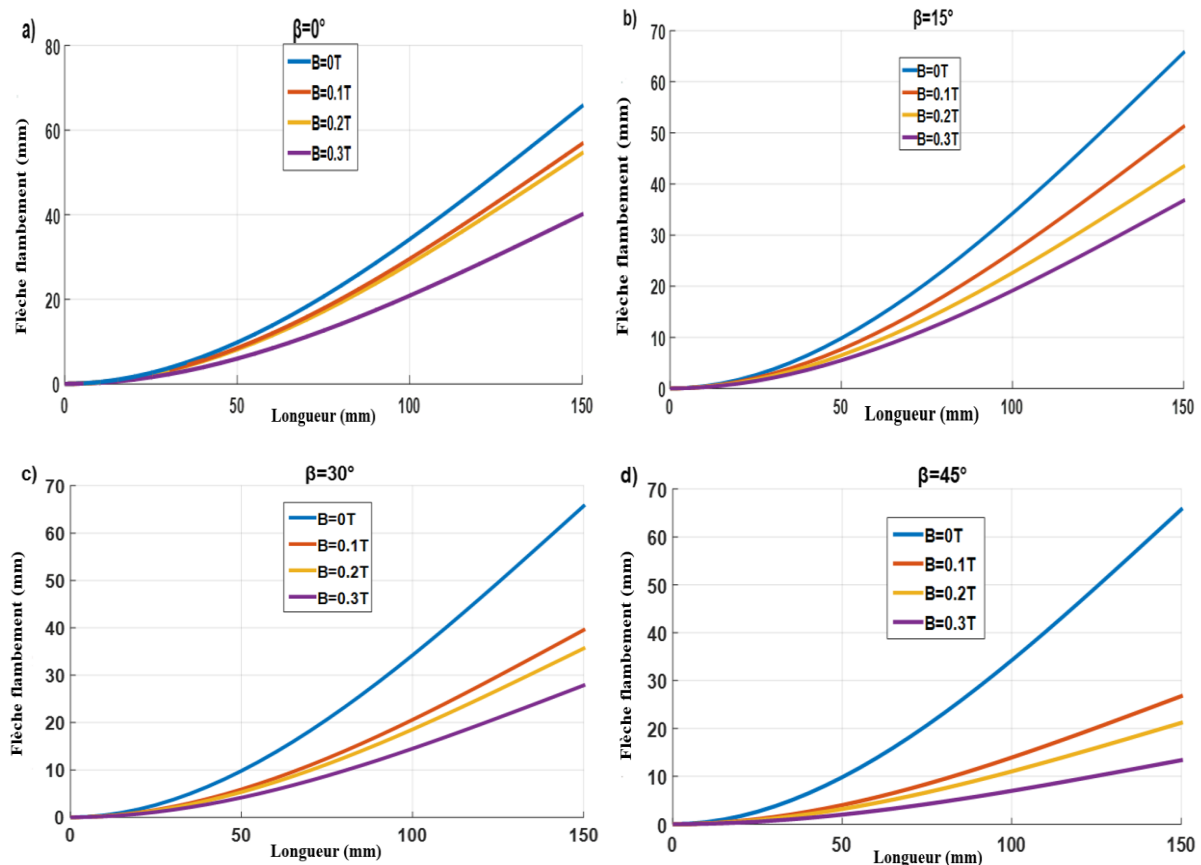 a)
β=0°
B=0T
B=0.1T
B=0.2T
B=0.3T
Flèche flambement (mm)
80
60
40
20
0
0 50 100 150
Longueur (mm)
b)
β=15°
B=0T
B=0.1T
B=0.2T
B=0.3T
Flèche flambement (mm)
70
60
50
40
30
20
10
0
0 50 100 150
Longueur (mm)
c)
β=30°
B=0T
B=0.1T
B=0.2T
B=0.3T
Flèche flambement (mm)
70
60
50
40
30
20
10
0
0 50 100 150
Longueur (mm)
d)
β=45°
B=0T
B=0.1T
B=0.2T
B=0.3T
Flèche flambement (mm)
70
60
50
40
30
20
10
0
0 50 100 150
Longueur (mm)